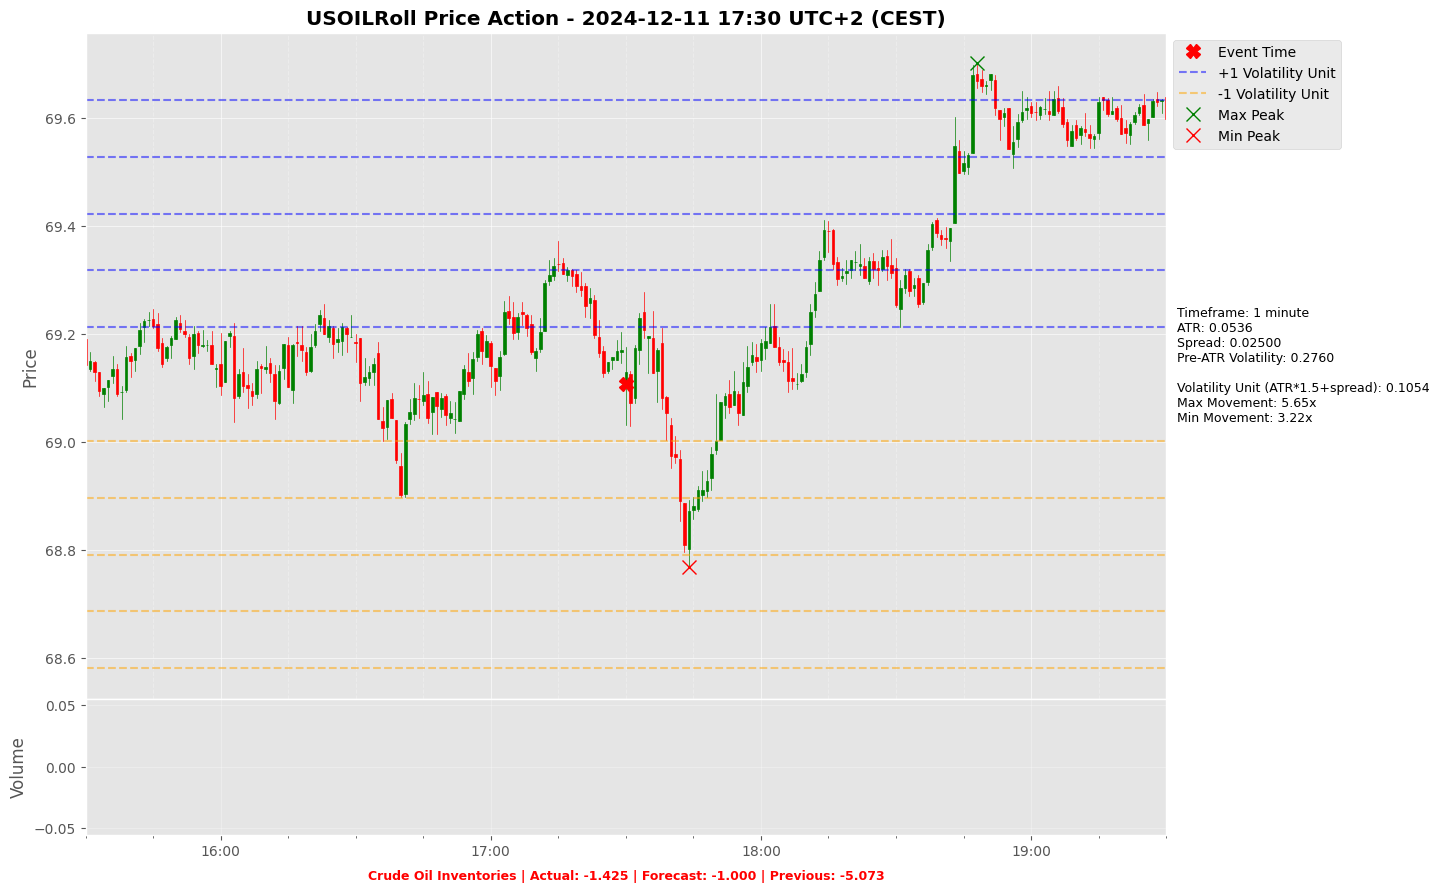 USOILRoll Price Action - 2024-12-11 17:30 UTC+2 (CEST)
Event Time
+1 Volatility Unit
-1 Volatility Unit
Max Peak
Min Peak
69.6
69.4
69.2
69.0
68.8
68.6
Price
Timeframe: 1 minute
ATR: 0.0536
Spread: 0.02500
Pre-ATR Volatility: 0.2760
Volatility Unit (ATR*1.5+spread): 0.1054
Max Movement: 5.65x
Min Movement: 3.22x
0.05
0.00
−0.05
Volume
16:00
17:00
18:00
19:00
Crude Oil Inventories | Actual: -1.425 | Forecast: -1.000 | Previous: -5.073